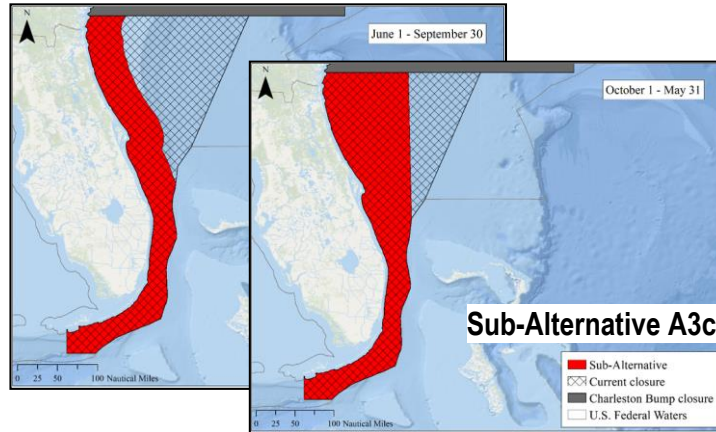 N
June 1 - September 30
0 25 50 100 Nautical Miles
N
October 1 - May 31
Sub-Alternative A3c
Sub-Alternative
Current closure
Charleston Bump closure
U.S. Federal Waters
0 25 50 100 Nautical Miles